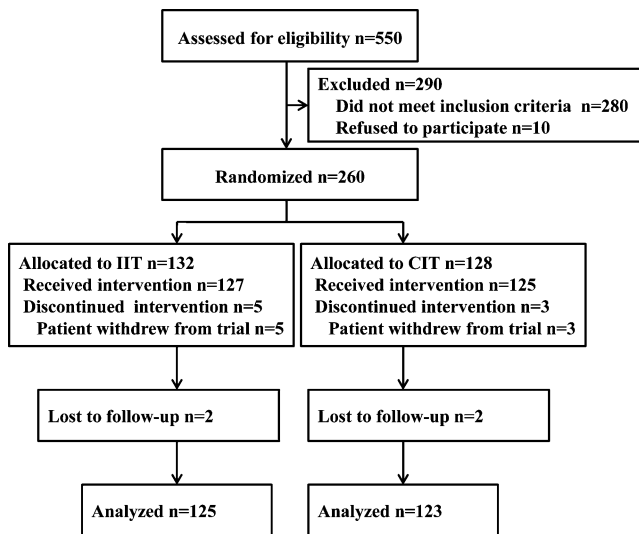 Assessed for eligibility n=550
Excluded n=290
Did not meet inclusion criteria n=280
Refused to participate n=10
Randomized n=260
Allocated to IIT n=132
Received intervention n=127
Discontinued intervention n=5
Patient withdrew from trial n=5
Allocated to CIT n=128
Received intervention n=125
Discontinued intervention n=3
Patient withdrew from trial n=3
Lost to follow-up n=2
Lost to follow-up n=2
Analyzed n=125
Analyzed n=123